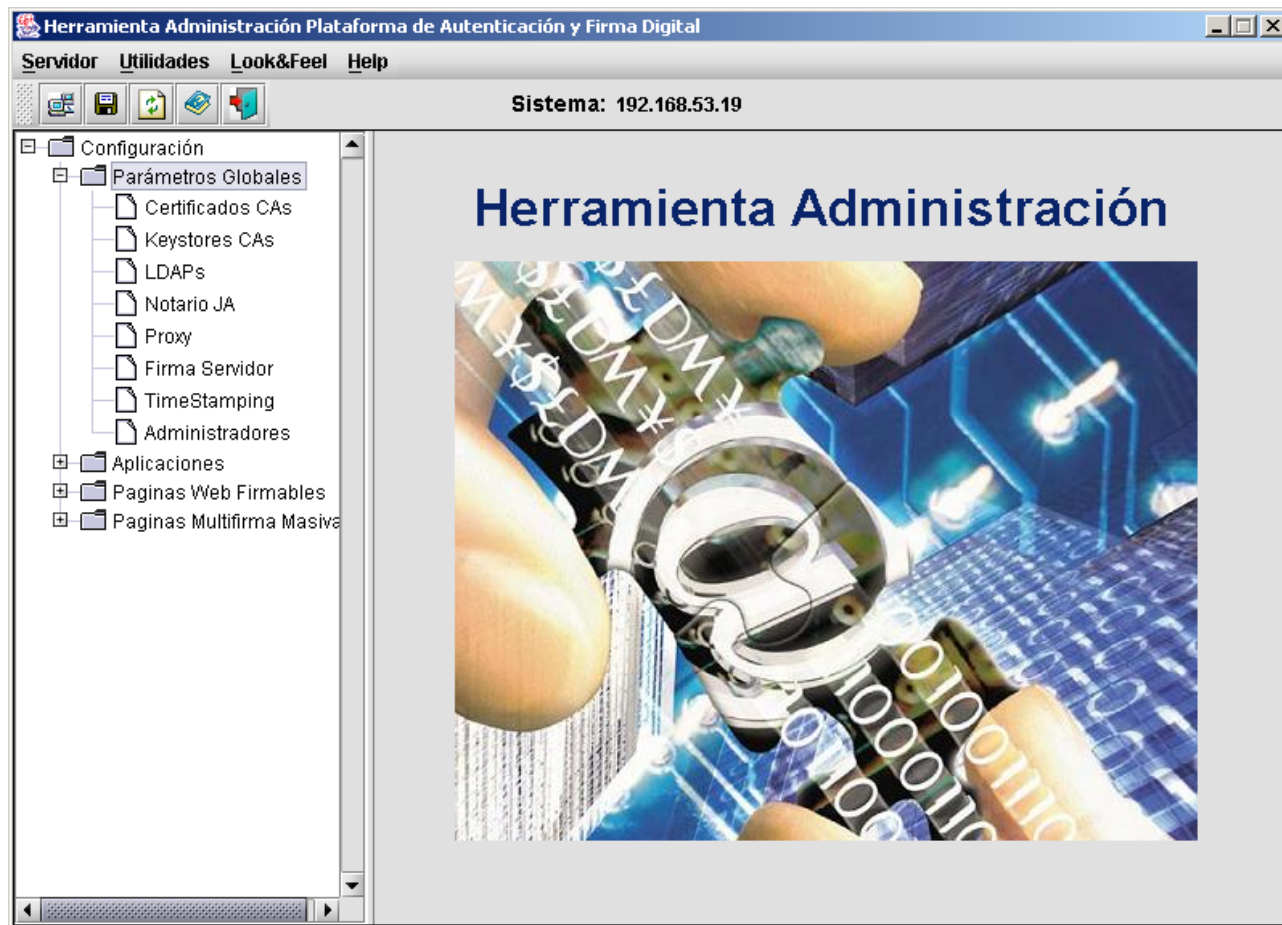 Herramienta Administración Plataforma de Autenticación y Firma Digital
Servidor Utilidades Look&Feel Help
Sistema: 192.168.53.19
Configuración
Parámetros Globales
Certificados CAs
Keystores CAs
LDAPs
Notario JA
Proxy
Firma Servidor
TimeStamping
Administradores
Aplicaciones
Paginas Web Firmables
Paginas Multifirma Masiva
Herramienta Administración